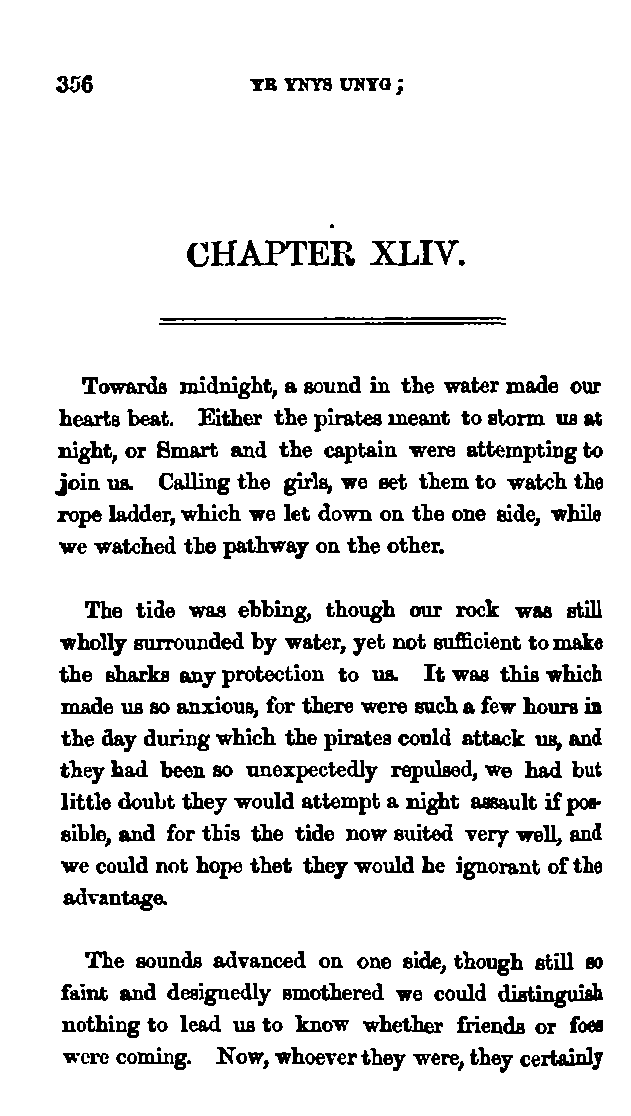 356 YR YNYS UNYG;
CHAPTER XLIV.
Towards midnight, a sound in the water made our
hearts beat. Either the pirates meant to storm us at
night, or Smart and the captain were attempting to
join us. Calling the girls, we set them to watch the
rope ladder, which we let down on the one side, while
we watched the pathway on the other.
The tide was ebbing, though our rock was still
wholly surrounded by water, yet not sufficient to make
the sharks any protection to us. It was this which
made us so anxious, for there were such a few hours in
the day during which the pirates could attack us, and
they had been so unexpectedly repulsed, we had but
little doubt they would attempt a night assault if pos-
sible, and for this the tide now suited very well, and
we could not hope thet they would be ignorant of the
advantage.
The sounds advanced on one side, though still so
faint and designedly smothered we could distinguish
nothing to lead us to know whether friends or foes
were coming. Now, whoever they were, they certainly